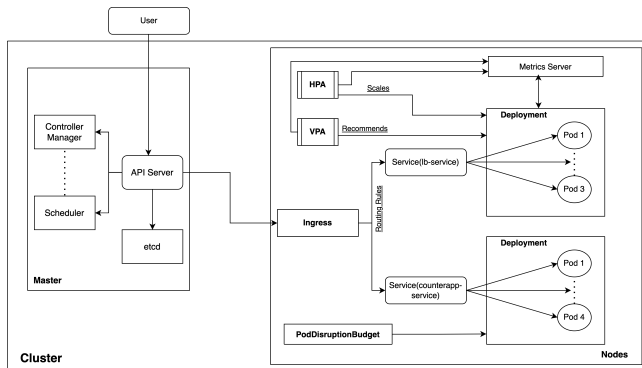 User
Metrics Server
HPA
Scales
Deployment
Controller
Manager
VPA
Recommends
Pod 1
Service(lb-service)
API Server
Pod 3
Scheduler
Ingress
Routing Rules
etcd
Deployment
Pod 1
Master
Service(counterapp-
service)
Pod 4
PodDisruptionBudget
Cluster
Nodes